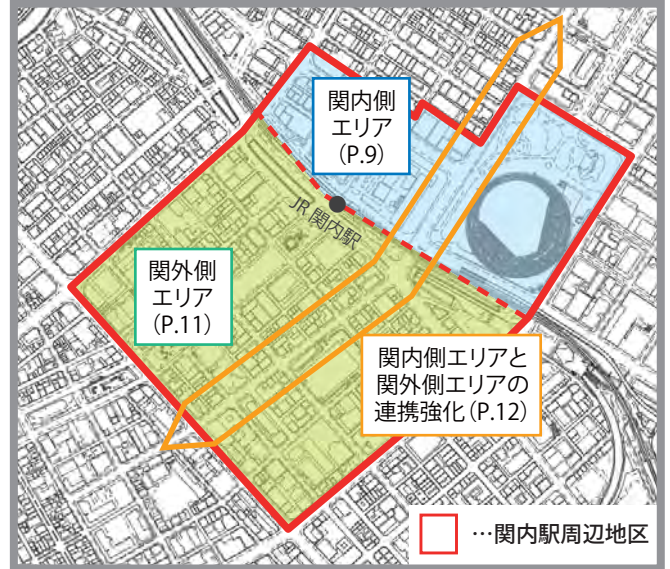 関内側
エリア
(P.9)
JR関内駅
関外側
エリア
(P.11)
関内側エリアと
関外側エリアの
連携強化(P.12)
…関内駅周辺地区